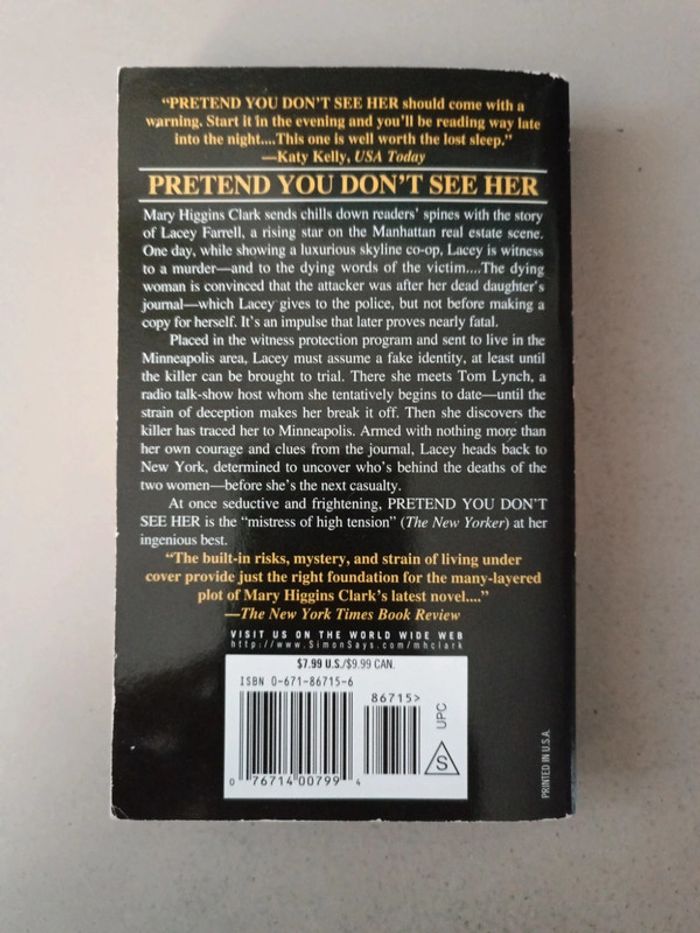 “PRETEND YOU DON’T SEE HER should come with a
warning. Start it in the evening and you’ll be reading way late
into the night....This one is well worth the lost sleep.”
—Katy Kelly, USA Today
PRETEND YOU DON’T SEE HER
Mary Higgins Clark sends chills down readers’ spines with the story
of Lacey Farrell, a rising star on the Manhattan real estate scene.
One day, while showing a luxurious skyline co-op, Lacey is witness
to a murder—and to the dying words of the victim....The dying
woman is convinced that the attacker was after her dead daughter’s
journal—which Lacey gives to the police, but not before making a
copy for herself. It’s an impulse that later proves nearly fatal.
Placed in the witness protection program and sent to live in the
Minneapolis area, Lacey must assume a fake identity, at least until
the killer can be brought to trial. There she meets Tom Lynch, a
radio talk-show host whom she tentatively begins to date—until the
strain of deception makes her break it off. Then she discovers the
killer has traced her to Minneapolis. Armed with nothing more than
her own courage and clues from the journal, Lacey heads back to
New York, determined to uncover who’s behind the deaths of the
two women—before she’s the next casualty.
At once seductive and frightening, PRETEND YOU DON’T
SEE HER is the “mistress of high tension” (The New Yorker) at her
ingenious best.
“The built-in risks, mystery, and strain of living under
cover provide just the right foundation for the many-layered
plot of Mary Higgins Clark’s latest novel....”
—The New York Times Book Review
VISIT US ON THE WORLD WIDE WEB
http://www.SimonSays.com/mhclark
$7.99 U.S./$9.99 CAN.
ISBN 0-671-86715-6
86715>
UPC
S
0 76714 00799 4
PRINTED IN U.S.A.